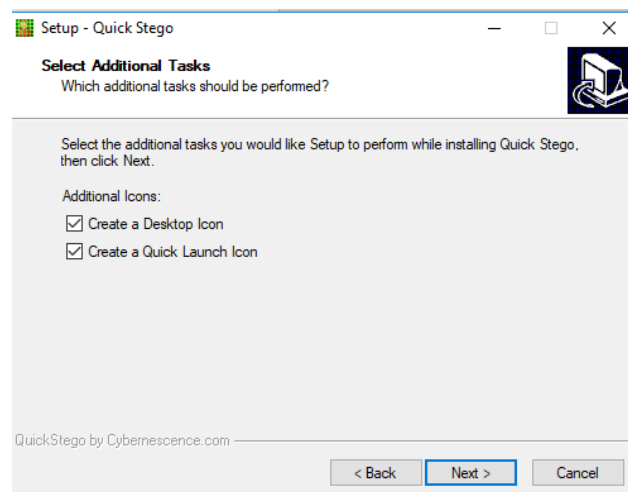 Setup - Quick Stego
Select Additional Tasks
Which additional tasks should be performed?
Select the additional tasks you would like Setup to perform while installing Quick Stego,
then click Next.
Additional Icons:
Create a Desktop Icon
Create a Quick Launch Icon
QuickStego by Cybernescence.com
< Back Next > Cancel